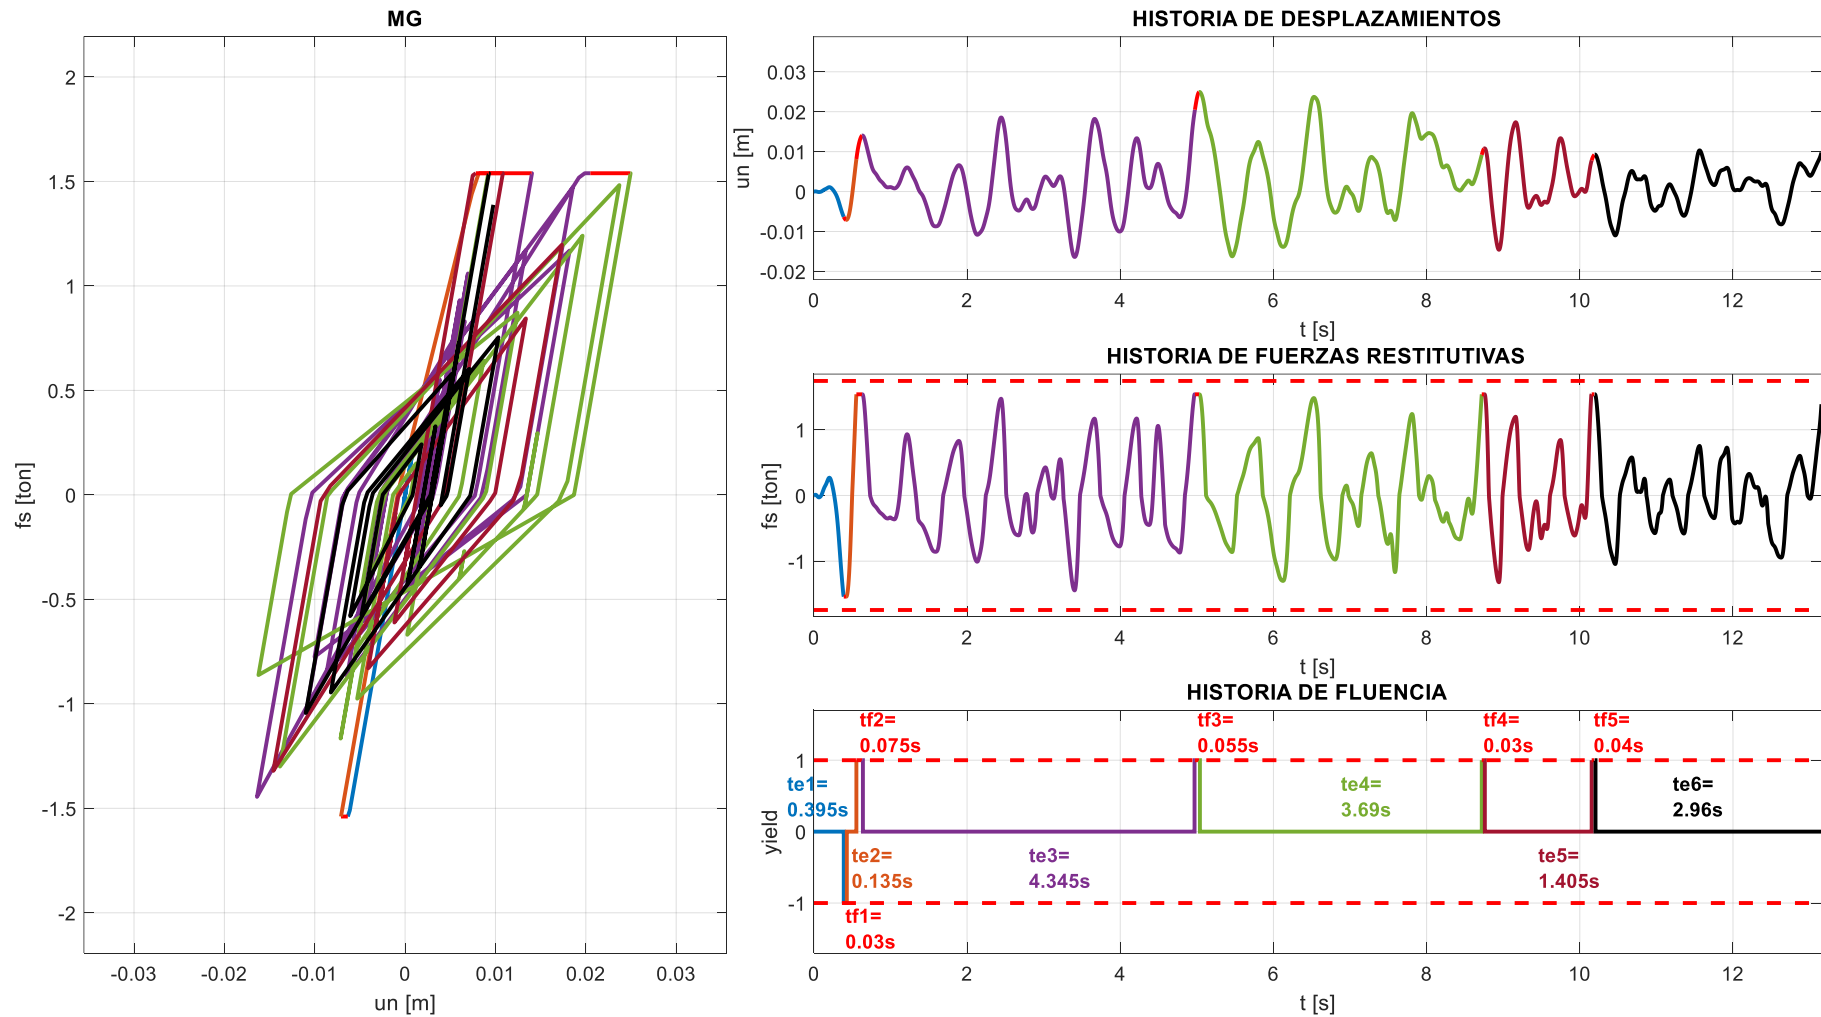 MG
2
1.5
1
0.5
0
-0.5
-1
-1.5
-2
fs [ton]
-0.03 -0.02 -0.01 0 0.01 0.02 0.03
un [m]
HISTORIA DE DESPLAZAMIENTOS
0.03
0.02
0.01
0
-0.01
-0.02
un [m]
0 2 4 6 8 10 12
t [s]
HISTORIA DE FUERZAS RESTITUTIVAS
1
0
-1
fs [ton]
0 2 4 6 8 10 12
t [s]
HISTORIA DE FLUENCIA
tf2= tf3= tf4= tf5=
0.075s 0.055s 0.03s 0.04s
1
te1= te4= te6=
0.395s 3.69s 2.96s
0
yield
te2= te3= te5=
0.135s 4.345s 1.405s
-1
tf1=
0.03s
0 2 4 6 8 10 12
t [s]